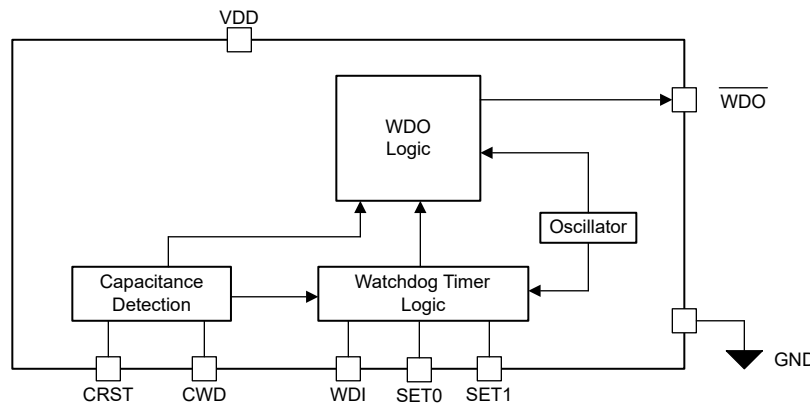 VDD
WDO
WDO
Logic
Oscillator
Capacitance
Detection
Watchdog Timer
Logic
GND
CRST
CWD
WDI
SET0
SET1